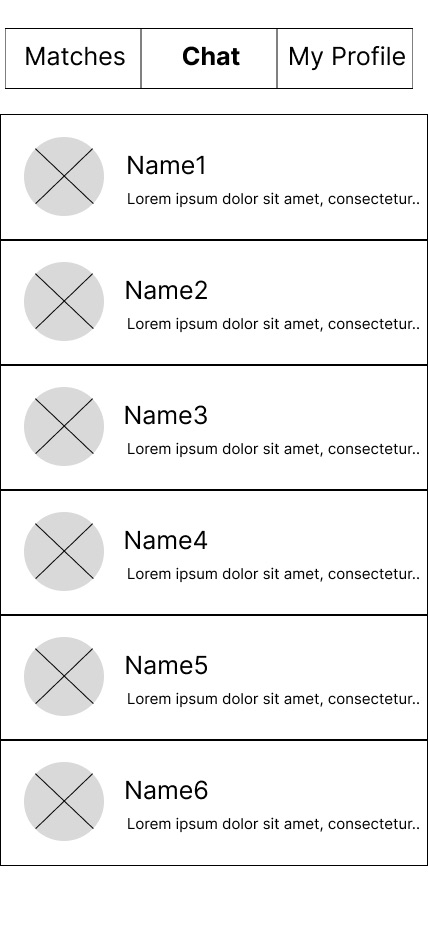 Matches Chat My Profile
Name1
Lorem ipsum dolor sit amet, consectetur..
Name2
Lorem ipsum dolor sit amet, consectetur..
Name3
Lorem ipsum dolor sit amet, consectetur..
Name4
Lorem ipsum dolor sit amet, consectetur..
Name5
Lorem ipsum dolor sit amet, consectetur..
Name6
Lorem ipsum dolor sit amet, consectetur..